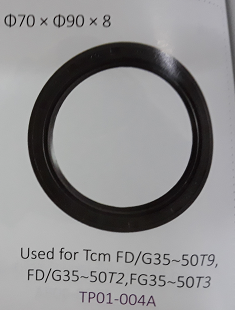 Φ70 × Φ90 × 8
Used for Tcm FD/G35~50T9,
FD/G35~50T2,FG35~50T3
TP01-004A